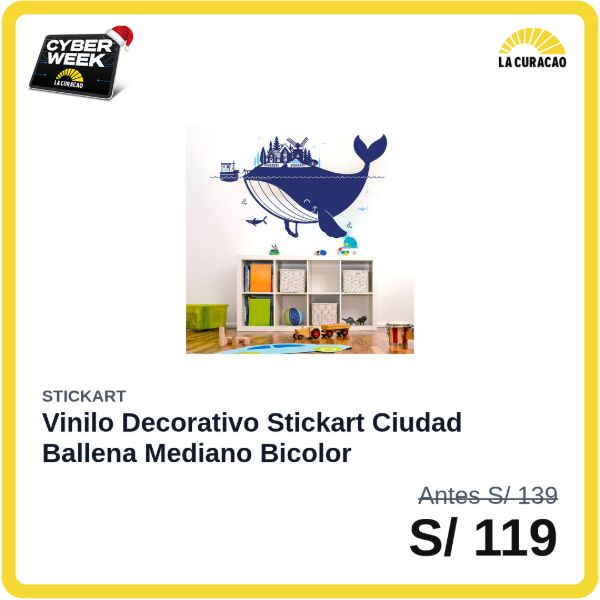 CYBER
WEEK
LA CURACAO
LA CURACAO
STICKART
Vinilo Decorativo Stickart Ciudad
Ballena Mediano Bicolor
Antes S/ 139
S/ 119